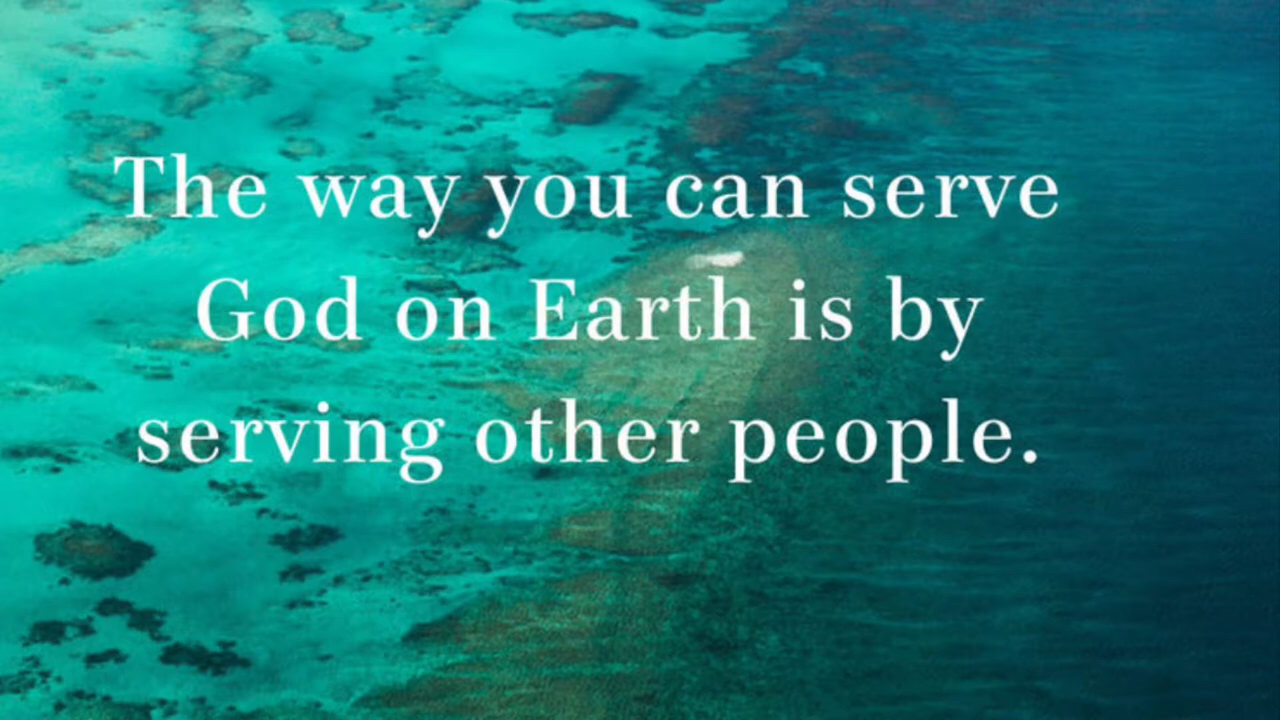 The way you can serve
God on Earth is by
serving other people.